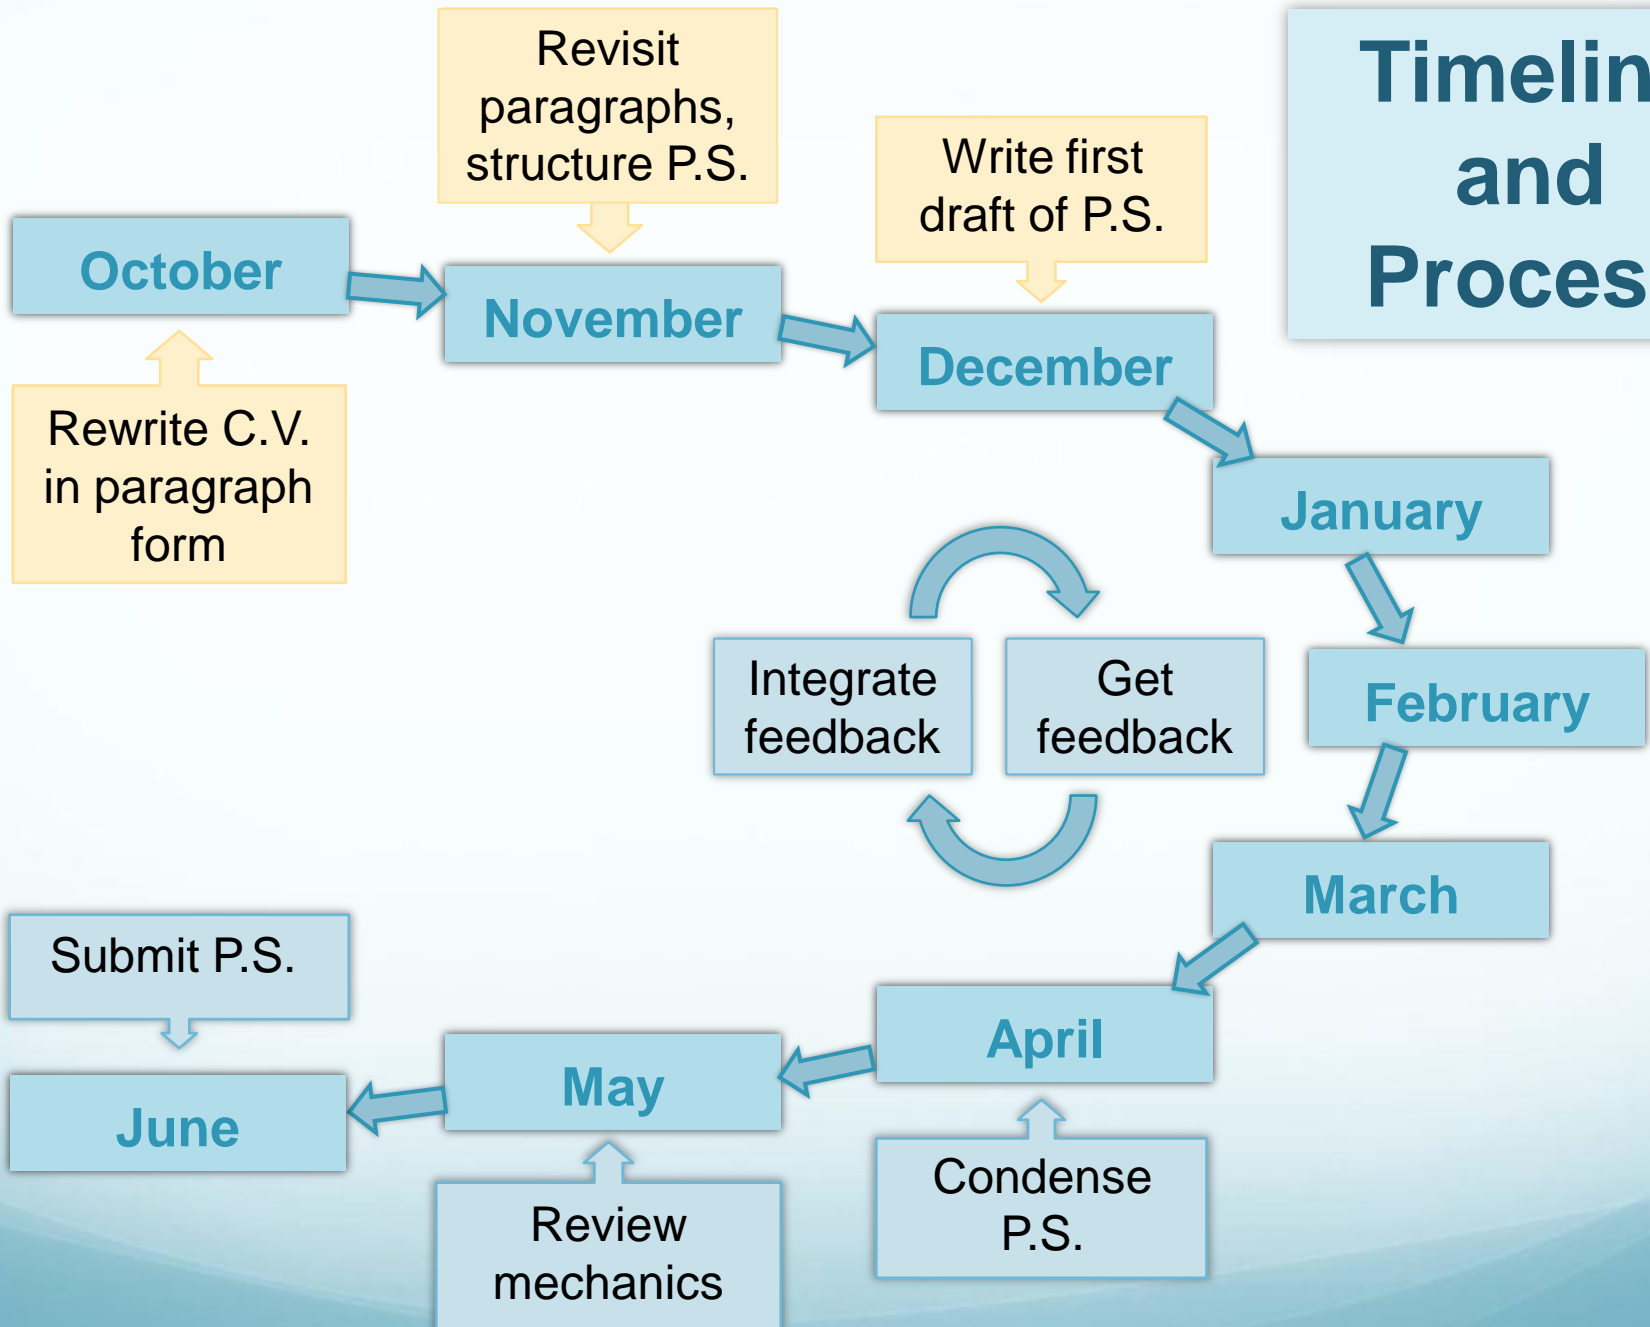 Revisit
paragraphs,
structure P.S.
Timelin
and
Proces
Write first
draft of P.S.
October
November
December
Rewrite C.V.
in paragraph
form
January
Integrate
feedback
Get
feedback
February
March
Submit P.S.
April
May
June
Condense
P.S.
Review
mechanics